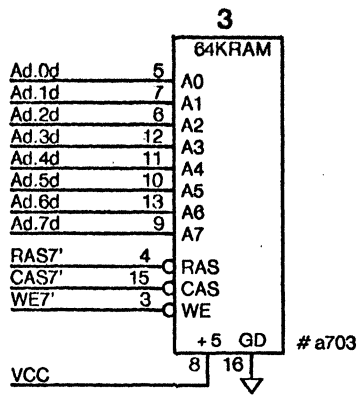 3
64KRAM
Ad.0d 5 A0
Ad.1d 7 A1
Ad.2d 6 A2
Ad.3d 12 A3
Ad.4d 11 A4
Ad.5d 10 A5
Ad.6d 13 A6
Ad.7d 9 A7
RAS7' 4 RAS
CAS7' 15 CAS
WE7' 3 WE
+5 GD # a703
8 16
VCC